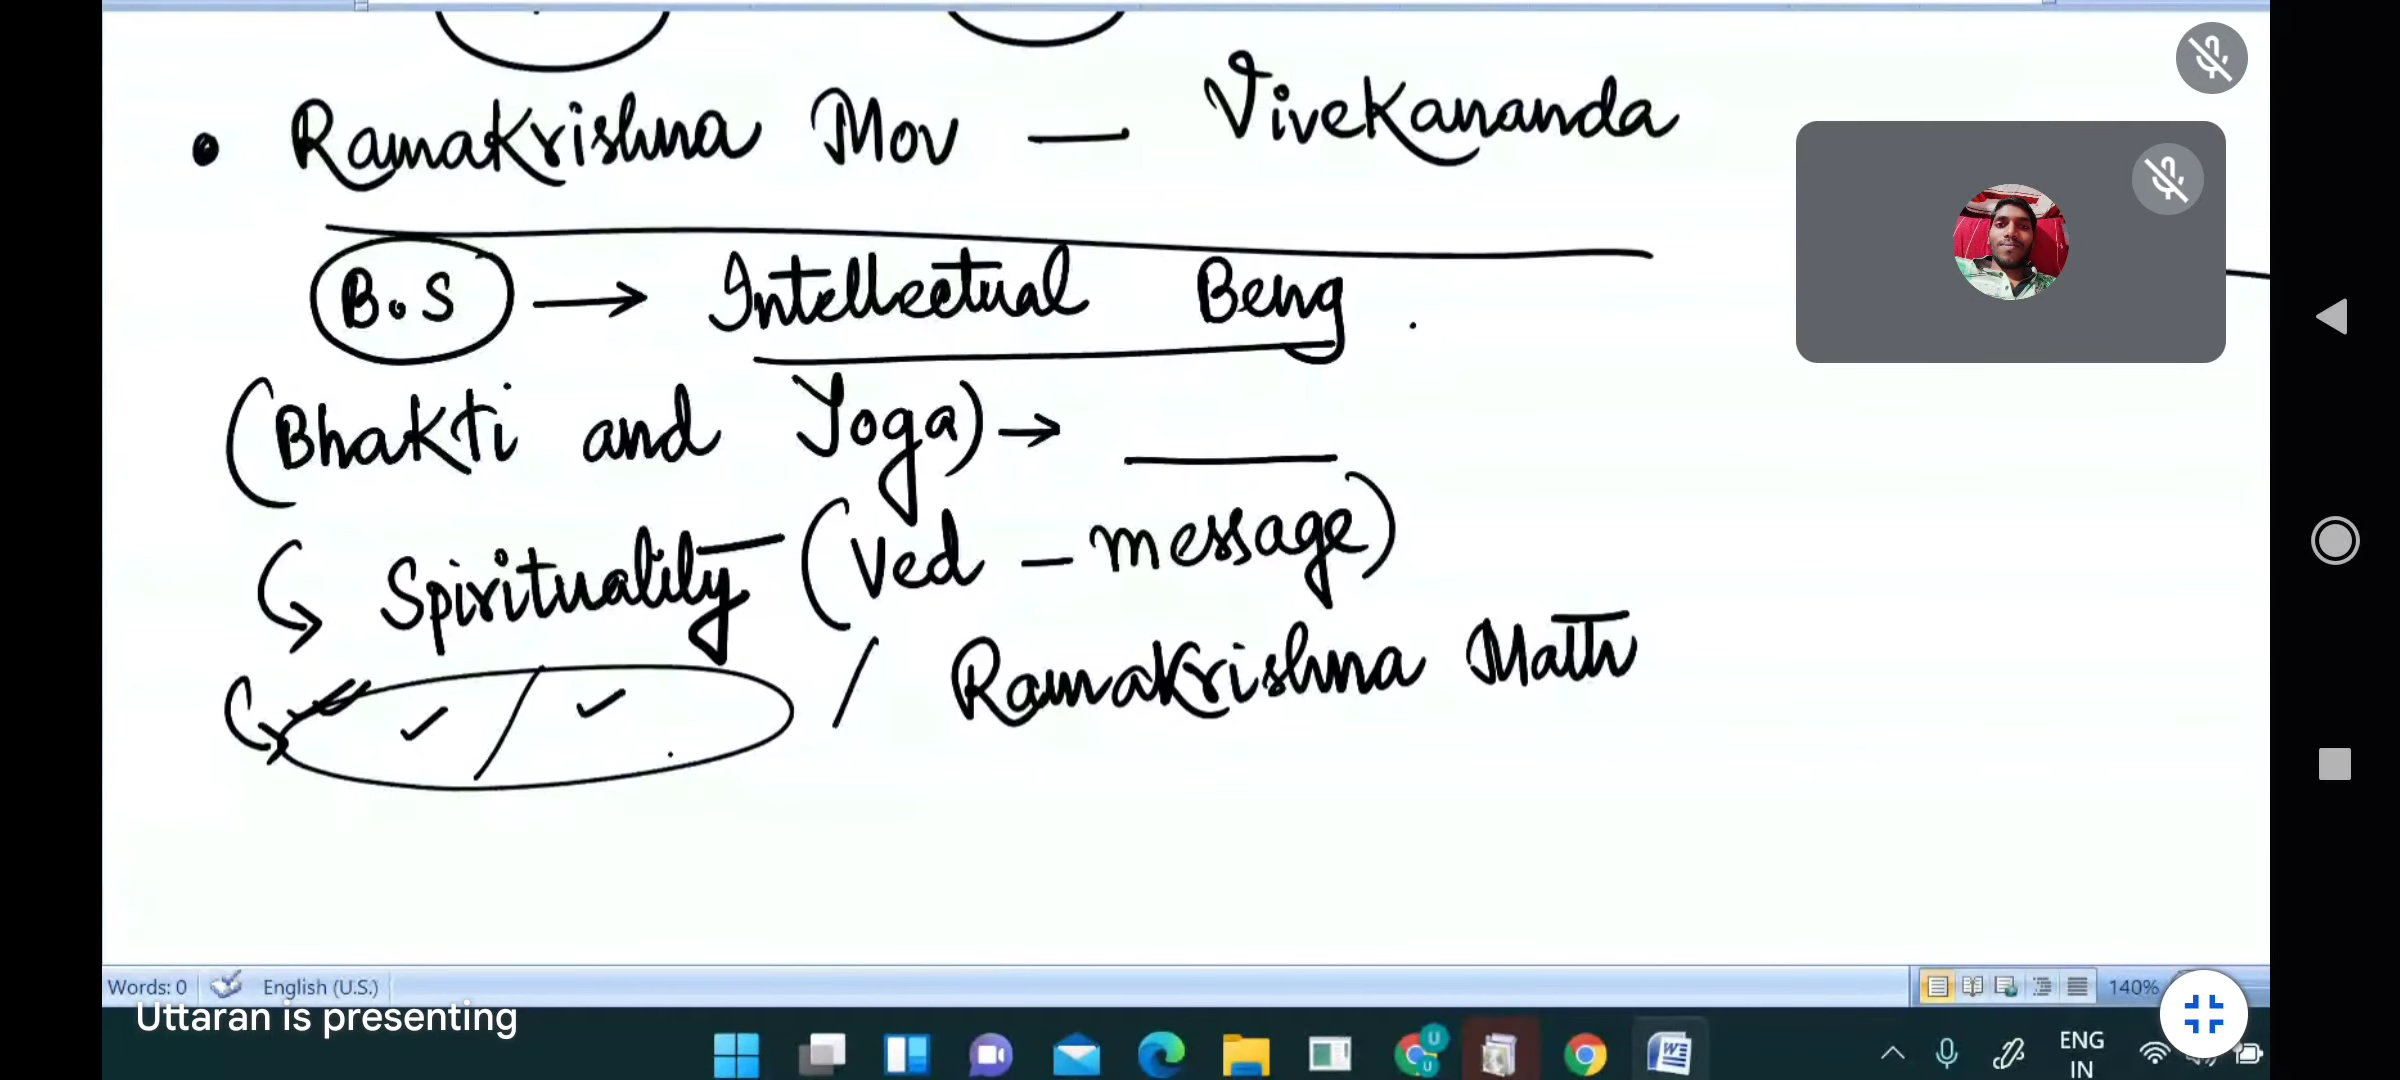 • Ramakrishna Mov — Vivekananda
B.S → Intellectual Beng .
(Bhakti and Yoga) → ____
↳ Spirituality — (Ved - message)
/ Ramakrishna Math
Words: 0 English (U.S.) 140%
Uttaran is presenting
ENG
IN